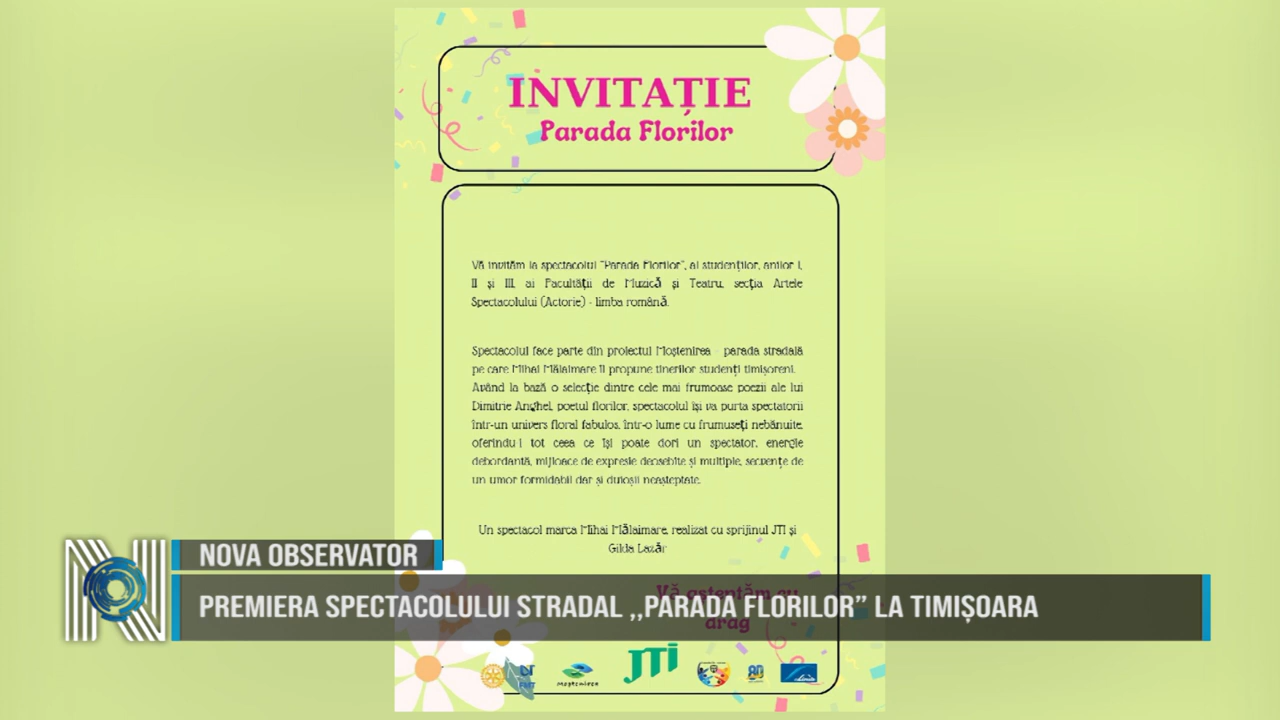 INVITAȚIE
Parada Florilor
Vă invităm la spectacolul "Parada Florilor", al studenților, anilor I,
II și III, ai Facultății de Muzică și Teatru, secția Artele
Spectacolului (Actorie) - limba română.
Spectacolul face parte din proiectul Moștenirea - parada stradală
pe care Mihai Mălaimare îl propune tinerilor studenți timișoreni.
Având la bază o selecție dintre cele mai frumoase poezii ale lui
Dimitrie Anghel, poetul florilor, spectacolul își va purta spectatorii
într-un univers floral fabulos, într-o lume cu frumuseți nebănuite,
oferindu-i tot ceea ce își poate dori un spectator, energie
debordantă, mijloace de expresie deosebite și multiple, secvențe de
un umor formidabil dar și duioșii neașteptate.
Un spectacol marca Mihai Mălaimare, realizat cu sprijinul JTI și
Gilda Lazăr
NOVA OBSERVATOR
Vă așteptăm cu
drag
PREMIERA SPECTACOLULUI STRADAL ,,PARADA FLORILOR” LA TIMIȘOARA
JTI